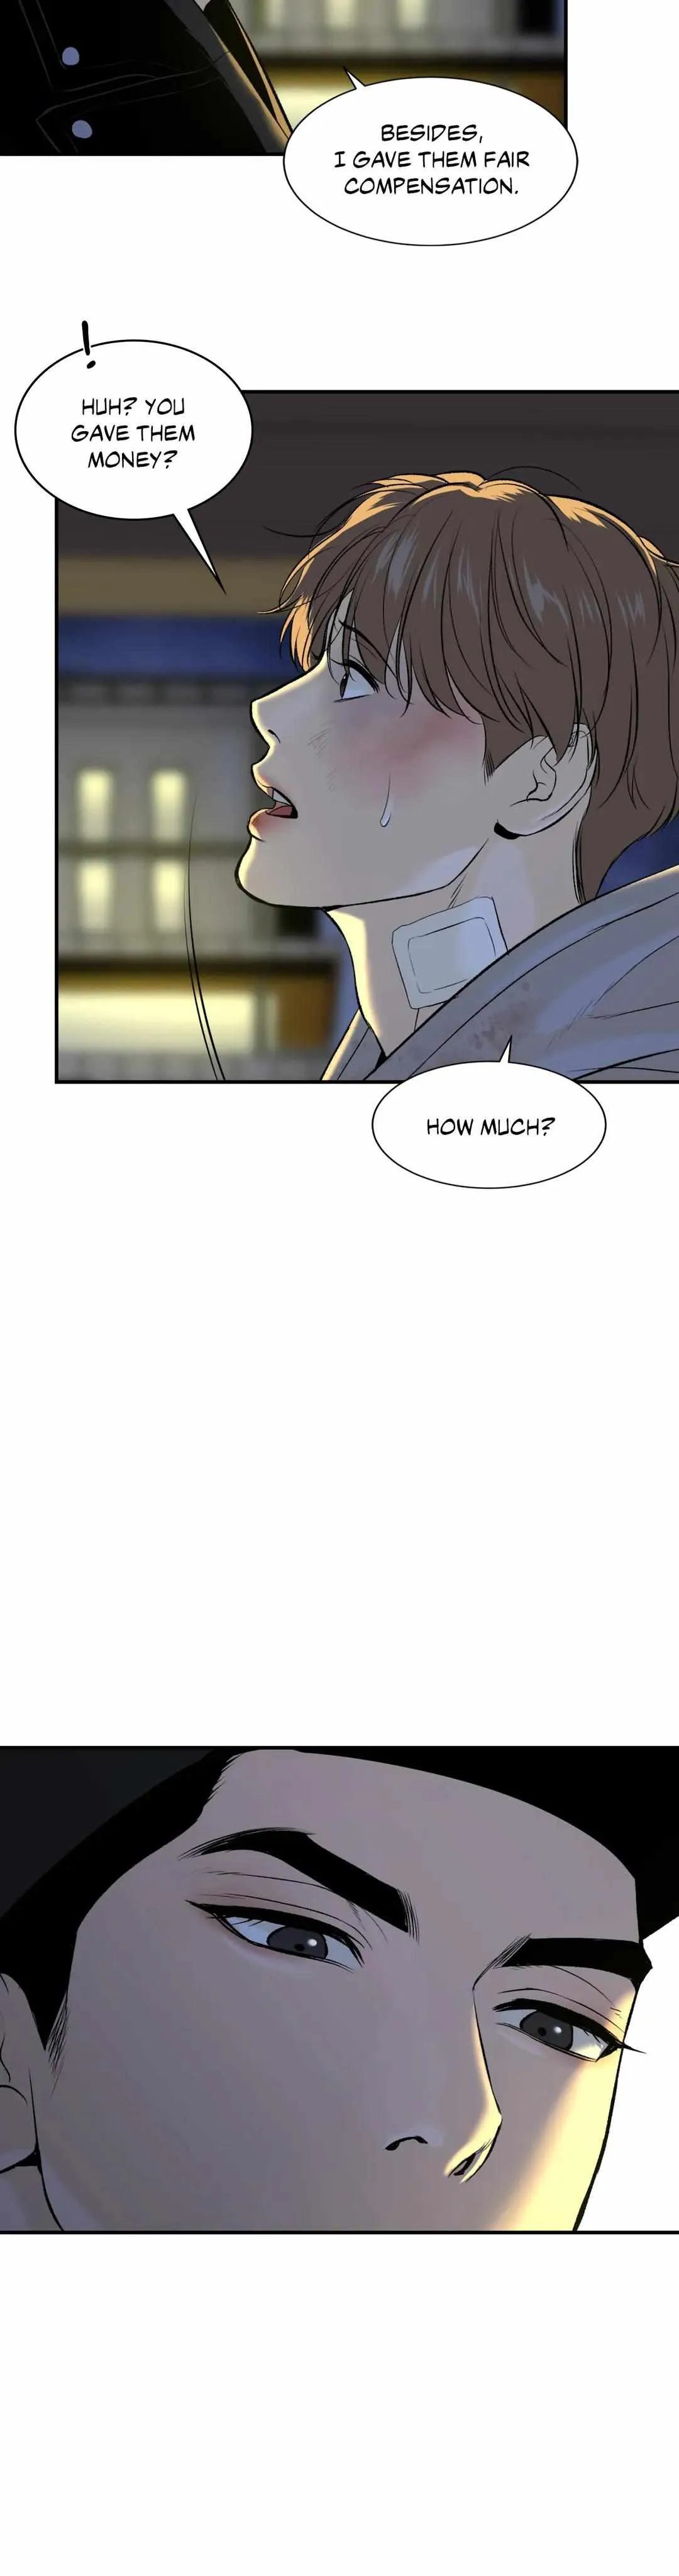 BESIDES,
I GAVE THEM FAIR
COMPENSATION.
!
HUH? YOU
GAVE THEM
MONEY?
HOW MUCH?